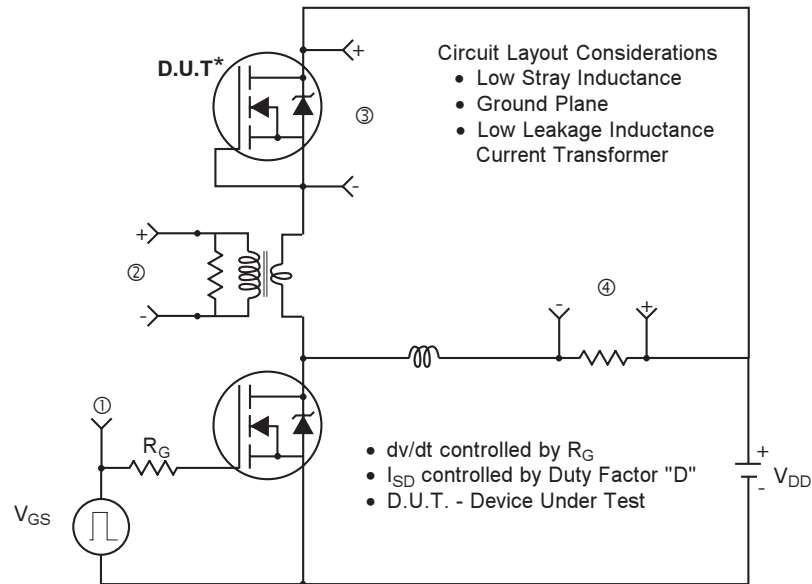 D.U.T*
+
Circuit Layout Considerations
• Low Stray Inductance
• Ground Plane
• Low Leakage Inductance
Current Transformer
③
-
+
②
-
④
-
+
①
R_G
V_GS
• dv/dt controlled by R_G
• I_SD controlled by Duty Factor "D"
• D.U.T. - Device Under Test
+
-
V_DD